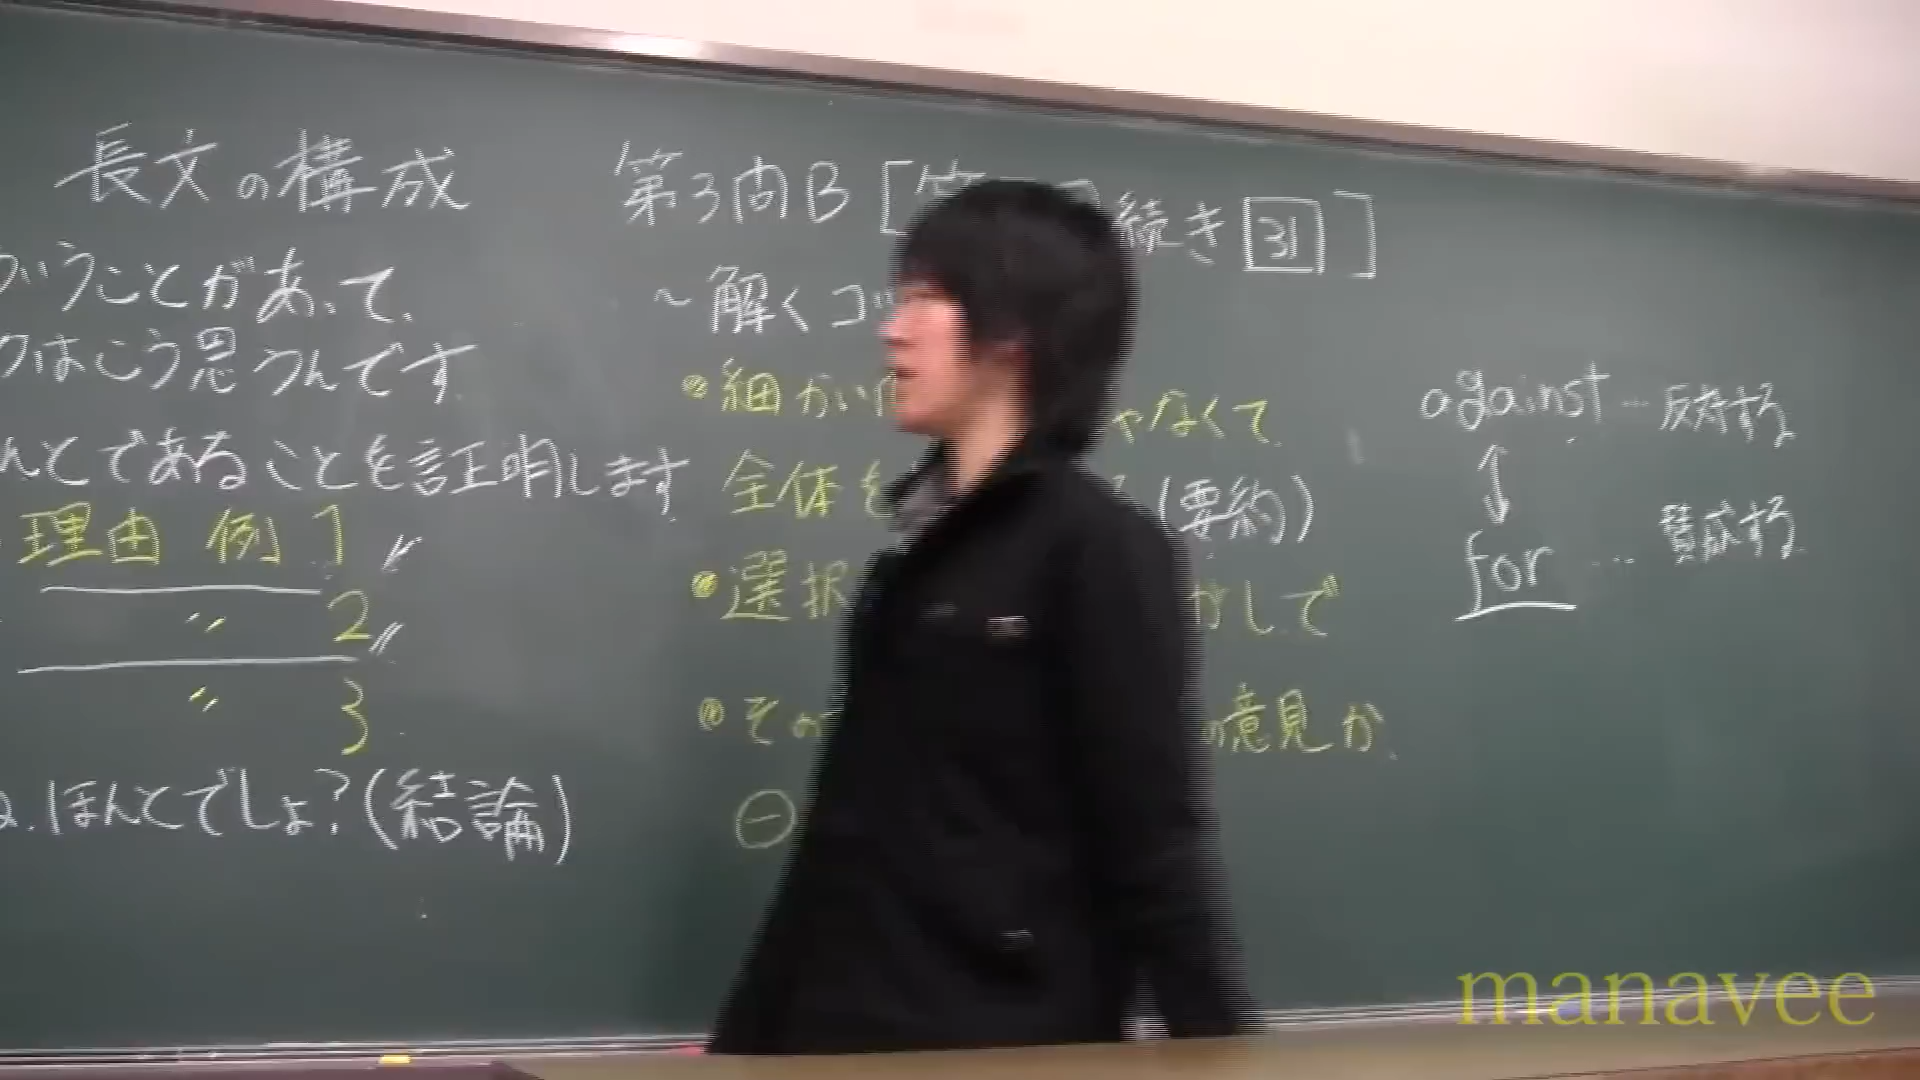 長文の構成
ういうことがあって、
はこう思うんです。
んとであることを証明します
理由 例1
〃 2
〃 3
ほんとでしょ?(結論)
第3問B [ 続き 31 ]
~解くコ
細かい ゃなくて
全体を (要約)
選択 かしで
その の意見か
㊀
against … 反対する
↕
for … 賛成する
manavee